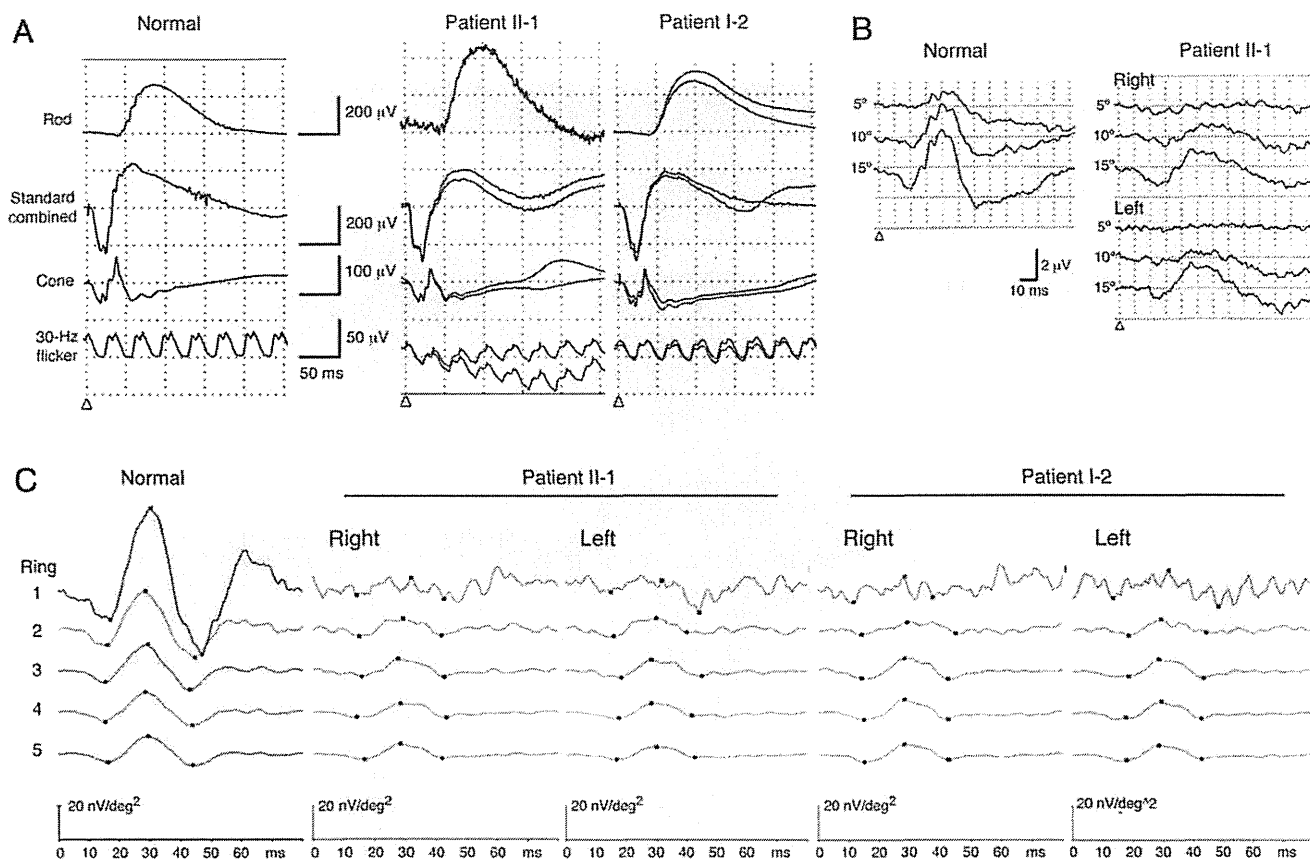 A
Normal
Patient II-1
Patient I-2
Rod
200 μV
Standard combined
200 μV
Cone
100 μV
30-Hz flicker
50 μV
50 ms
Δ
Δ
Δ
B
Normal
Patient II-1
Right
5°
10°
15°
5°
10°
15°
Left
5°
10°
15°
2 μV
10 ms
Δ
Δ
C
Normal
Patient II-1
Patient I-2
Right
Left
Right
Left
Ring
1
2
3
4
5
20 nV/deg²
20 nV/deg²
20 nV/deg²
20 nV/deg²
20 nV/deg^2
0 10 20 30 40 50 60 ms
0 10 20 30 40 50 60 ms
0 10 20 30 40 50 60 ms
0 10 20 30 40 50 60 ms
0 10 20 30 40 50 60 ms